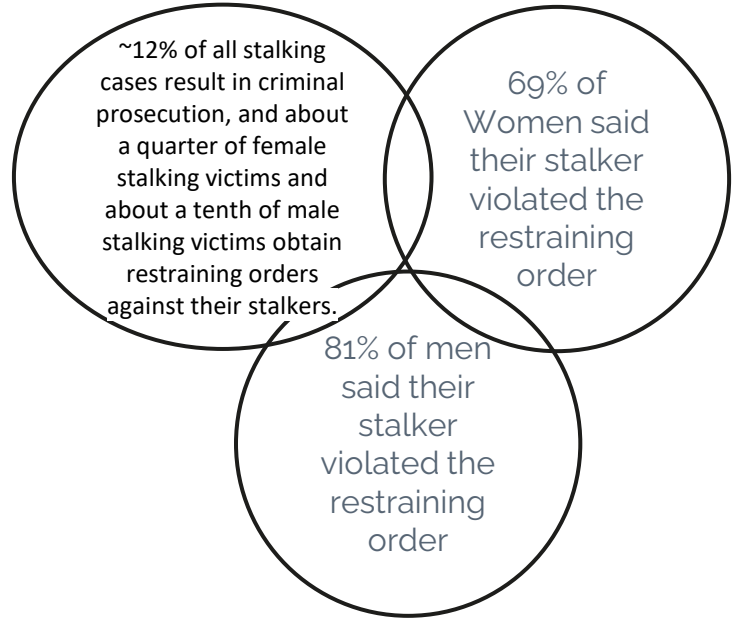 ~12% of all stalking
cases result in criminal
prosecution, and about
a quarter of female
stalking victims and
about a tenth of male
stalking victims obtain
restraining orders
against their stalkers.
69% of
Women said
their stalker
violated the
restraining
order
81% of men
said their
stalker
violated the
restraining
order